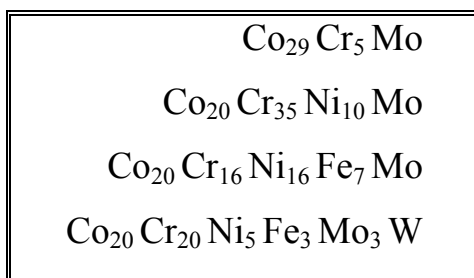 Co₂₉ Cr₅ Mo
Co₂₀ Cr₃₅ Ni₁₀ Mo
Co₂₀ Cr₁₆ Ni₁₆ Fe₇ Mo
Co₂₀ Cr₂₀ Ni₅ Fe₃ Mo₃ W